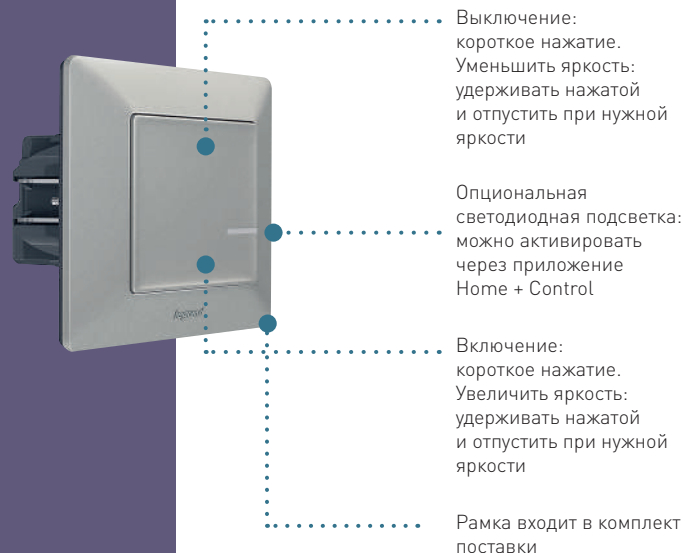 Выключение:
короткое нажатие.
Уменьшить яркость:
удерживать нажатой
и отпустить при нужной
яркости
Опциональная
светодиодная подсветка:
можно активировать
через приложение
Home + Control
Включение:
короткое нажатие.
Увеличить яркость:
удерживать нажатой
и отпустить при нужной
яркости
legrand
Рамка входит в комплект
поставки